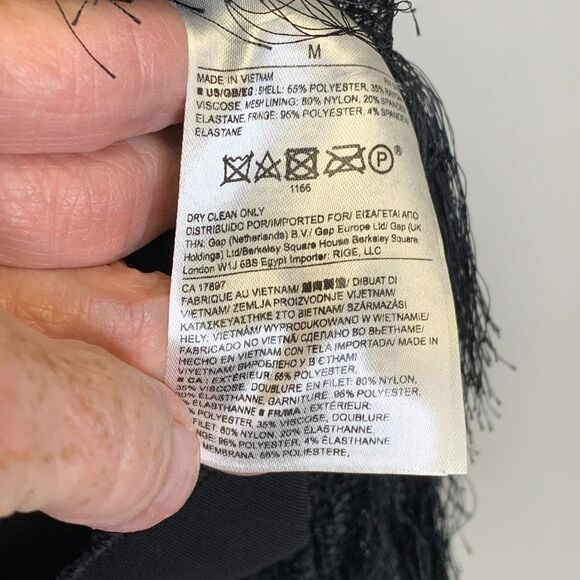 M
MADE IN VIETNAM
■ US/GB/EG: SHELL: 65% POLYESTER, 35%
VISCOSE, MESH LINING: 80% NYLON, 20% SPANDEX
ELASTANE, FRINGE: 96% POLYESTER, 4% SPANDEX
ELASTANE
P ®
1166
DRY CLEAN ONLY
DISTRIBUIDO POR/IMPORTED FOR/ ΕΙΣΑΓΕΤΑΙ ΑΠΟ
ΤΗΝ: Gap (Netherlands) B.V./ Gap Europe Ltd/ Gap (UK
Holdings) Ltd/Berkeley Square House Berkeley Square
London W1J 6BS Egypt Importer: RIGE, LLC
CA 17897
FABRIQUE AU VIETNAM/ 越南製造/ DIBUAT DI
VIETNAM/ ZEMLJA PROIZVODNJE VIJETNAM/
ΚΑΤΑΣΚΕΥΑΣΤΗΚΕ ΣΤΟ ΒΙΕΤΝΑΜ/ SZÁRMAZÁSI
HELY: VIETNÁM/ WYPRODUKOWANO W WIETNAMIE/
FABRICADO NO VIETNÃ/ СДЕЛАНО ВО ВЬЕТНАМЕ/
HECHO EN VIETNAM CON TELA IMPORTADA/ MADE IN
VIYETNAM/ ВИРОБЛЕНО У В'ЄТНАМІ
■ CA : EXTÉRIEUR: 65% POLYESTER,
35% VISCOSE, DOUBLURE EN FILET: 80% NYLON,
ÉLASTHANNE, GARNITURE: 96% POLYESTER,
ÉLASTHANNE ■ FR/MA : EXTÉRIEUR:
POLYESTER, 35% VISCOSE, DOUBLURE
FILET: 80% NYLON, 20% ÉLASTHANNE
96% POLYESTER, 4% ÉLASTHANNE
MEMBRANA: 65% POLIESTERE,